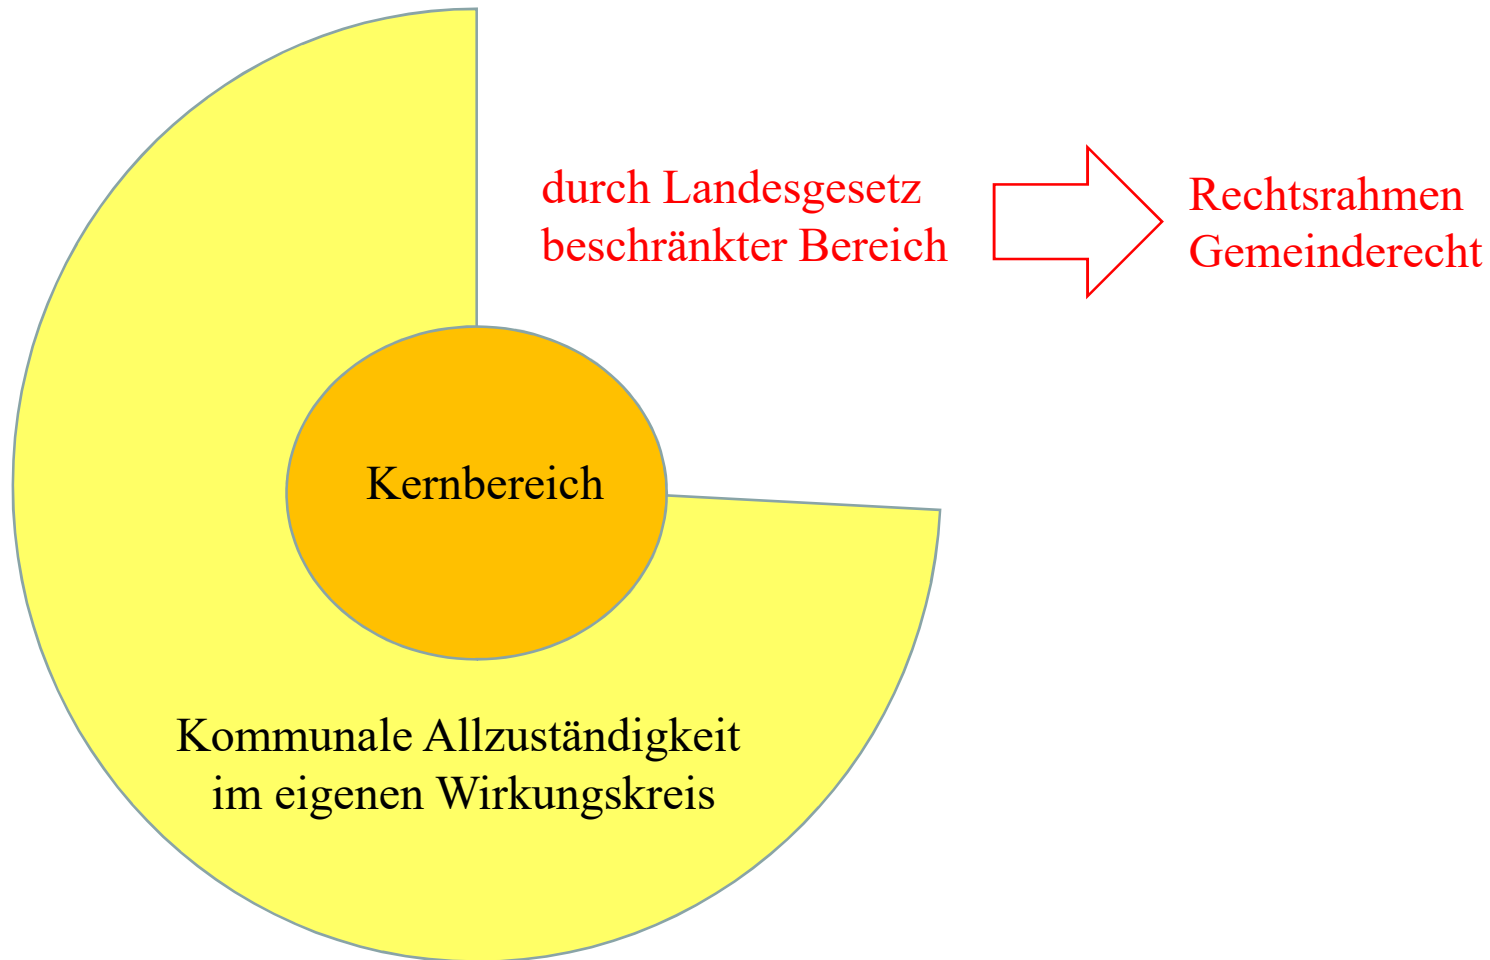 durch Landesgesetz
beschränkter Bereich
Rechtsrahmen
Gemeinderecht
Kernbereich
Kommunale Allzuständigkeit
im eigenen Wirkungskreis